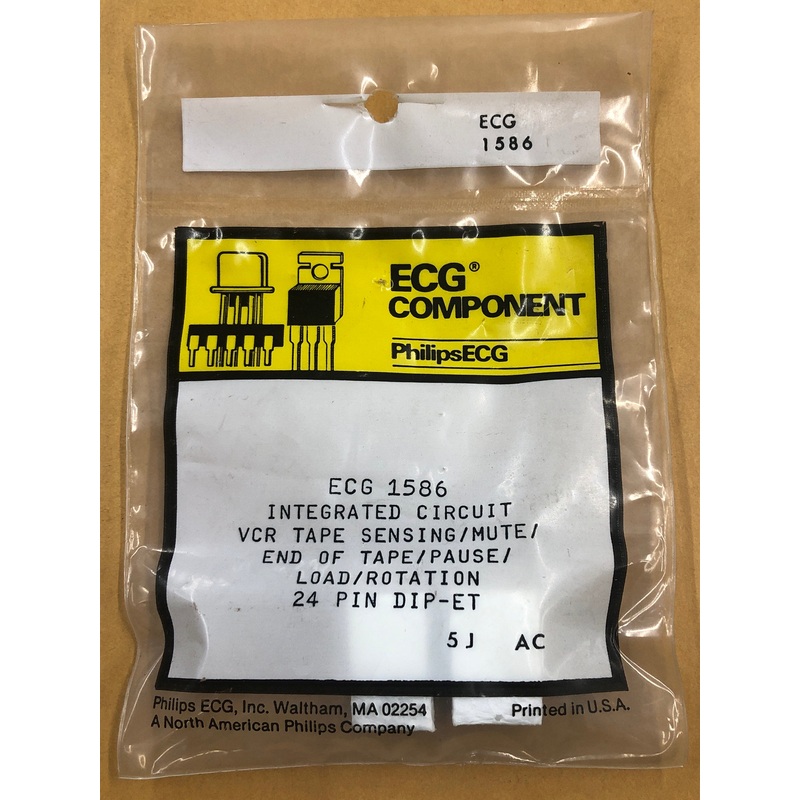 ECG
1586
ECG®
COMPONENT
PhilipsECG
ECG 1586
INTEGRATED CIRCUIT
VCR TAPE SENSING/MUTE/
END OF TAPE/PAUSE/
LOAD/ROTATION
24 PIN DIP-ET
5J AC
Philips ECG, Inc. Waltham, MA 02254 Printed in U.S.A.
A North American Philips Company